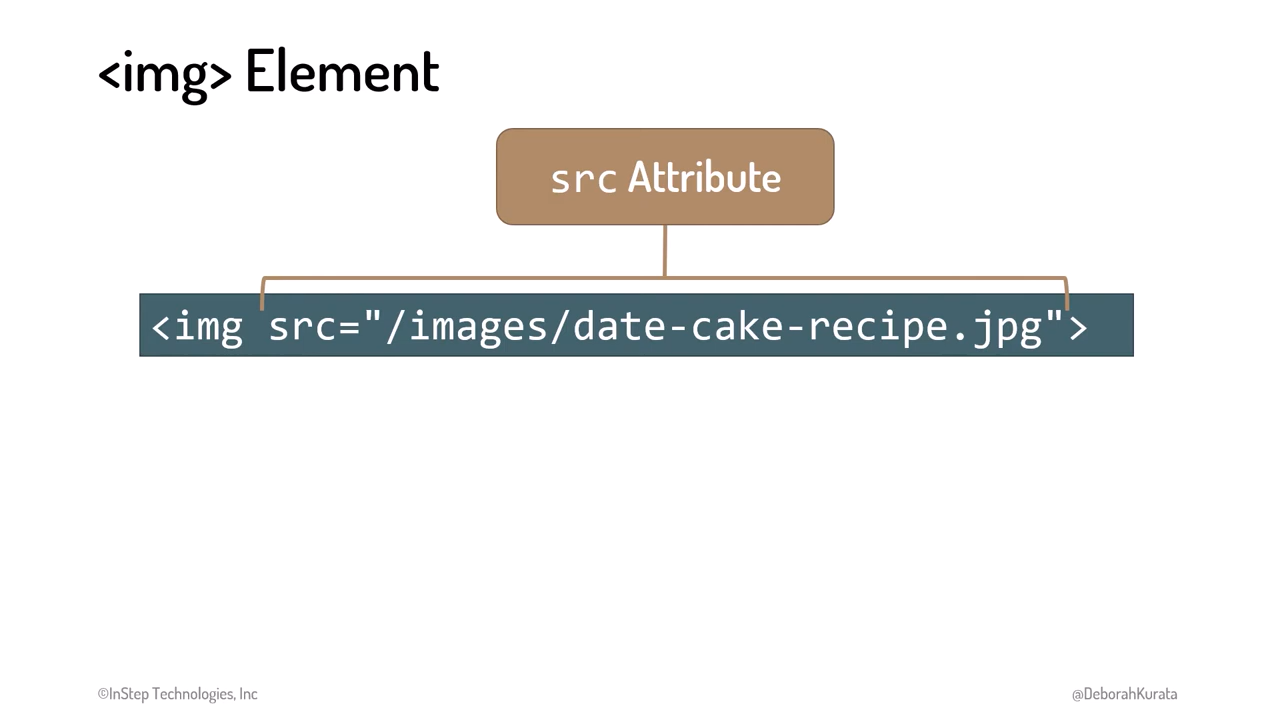 <img> Element
src Attribute
<img src="/images/date-cake-recipe.jpg">
©InStep Technologies, Inc
@DeborahKurata